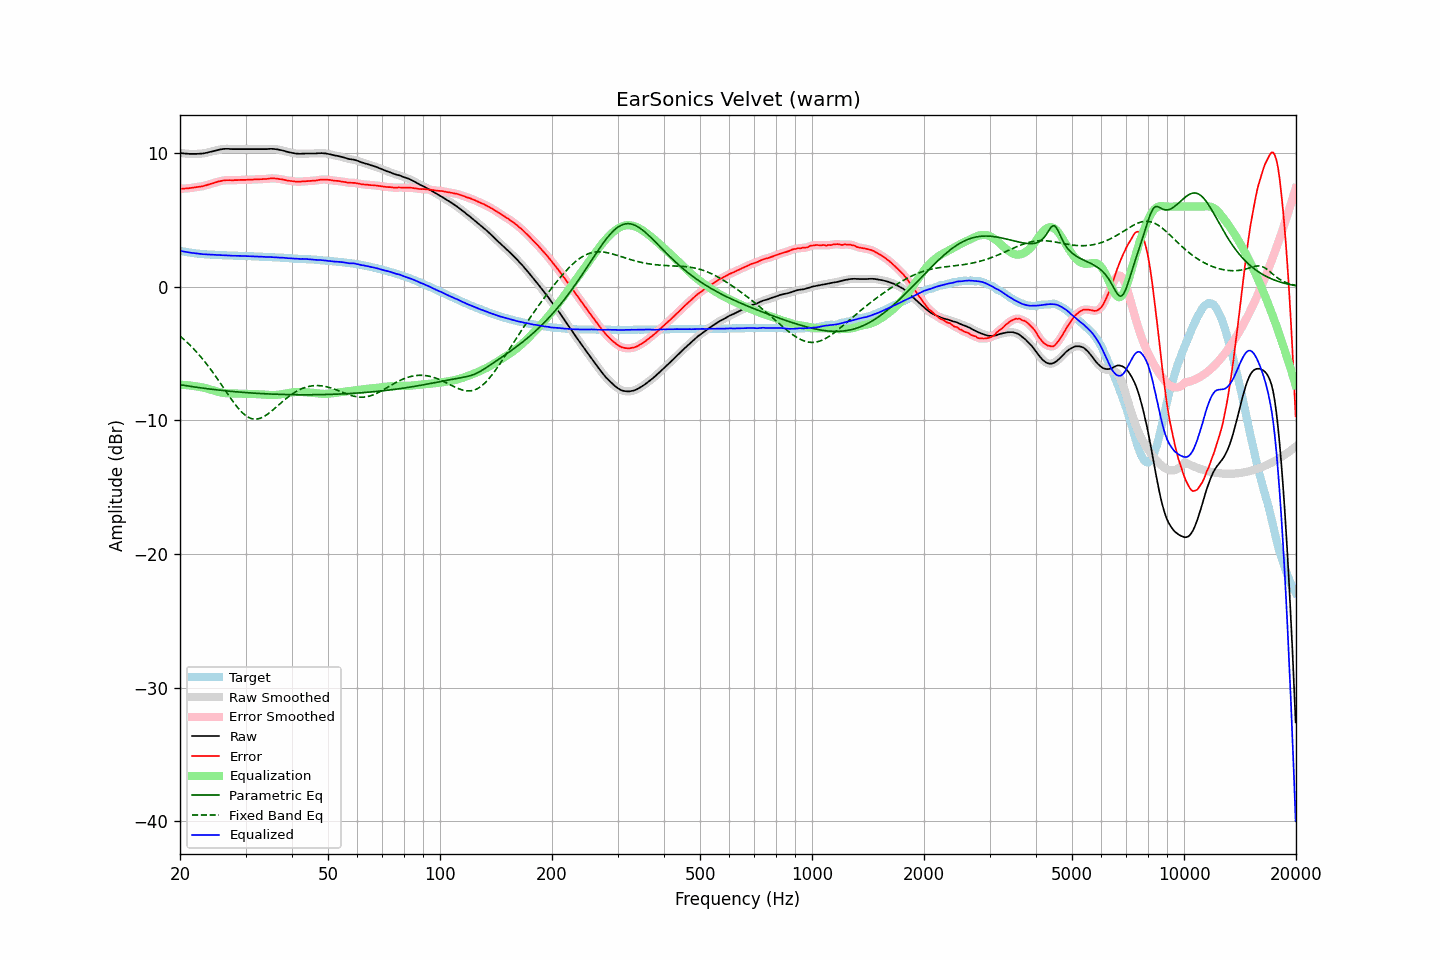 EarSonics Velvet (warm)
10
0
−10
−20
−30
−40
Amplitude (dBr)
Target
Raw Smoothed
Error Smoothed
Raw
Error
Equalization
Parametric Eq
Fixed Band Eq
Equalized
20
50
100
200
500
1000
2000
5000
10000
20000
Frequency (Hz)